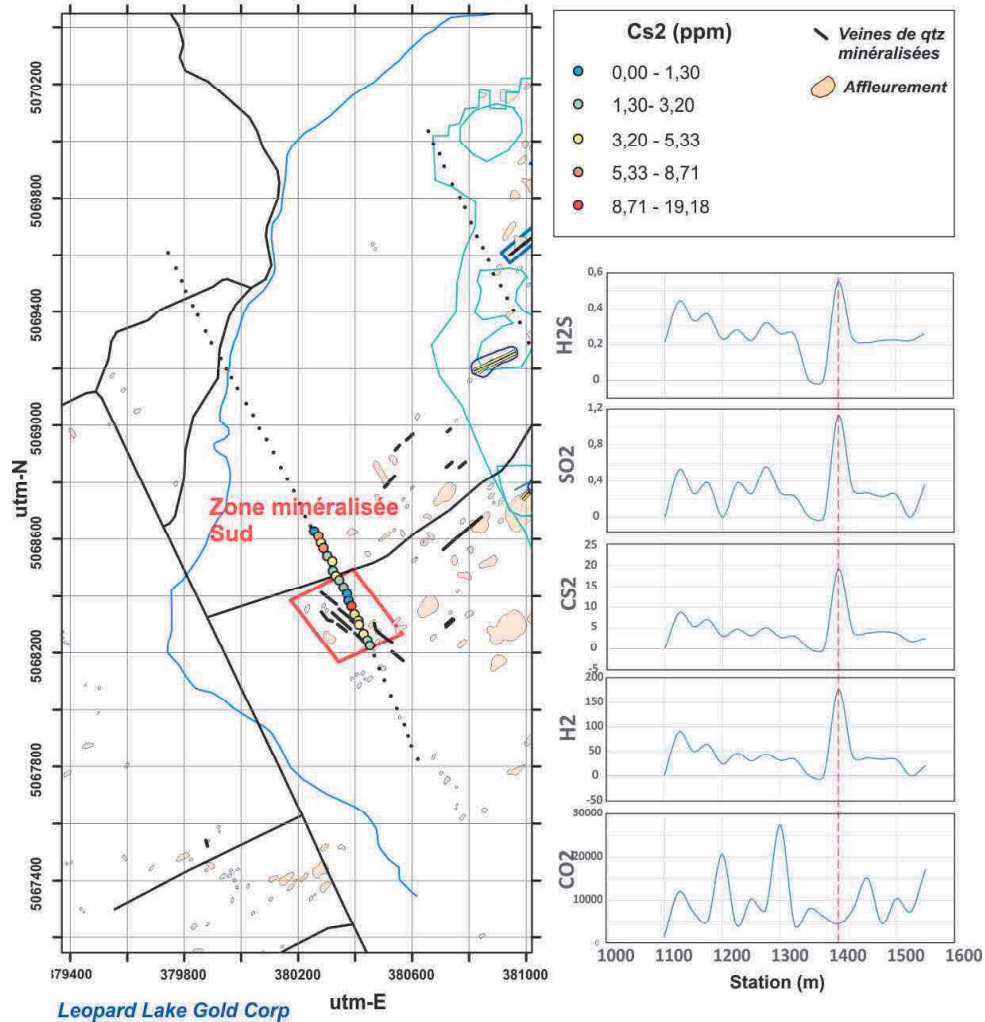 Cs2 (ppm)
0,00 - 1,30
1,30- 3,20
3,20 - 5,33
5,33 - 8,71
8,71 - 19,18
Veines de qtz
minéralisées
Affleurement
utm-N
5070200
5069800
5069400
5069000
5068600
5068200
5067800
5067400
Zone minéralisée
Sud
179400
379800
380200
380600
381000
utm-E
Leopard Lake Gold Corp
H2S
0,6
0,4
0,2
0
SO2
1,2
0,8
0,4
0
CS2
25
20
15
10
5
0
-5
H2
200
150
100
50
0
-50
CO2
30000
20000
10000
0
1000
1100
1200
1300
1400
1500
1600
Station (m)